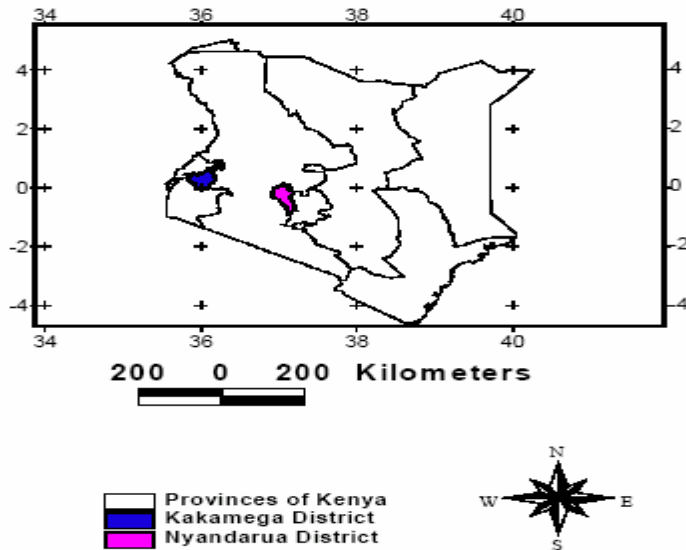 34 36 38 40
4 4
2 2
0 0
-2 -2
-4 -4
34 36 38 40
200 0 200 Kilometers
Provinces of Kenya
Kakamega District
Nyandarua District
N
W E
S